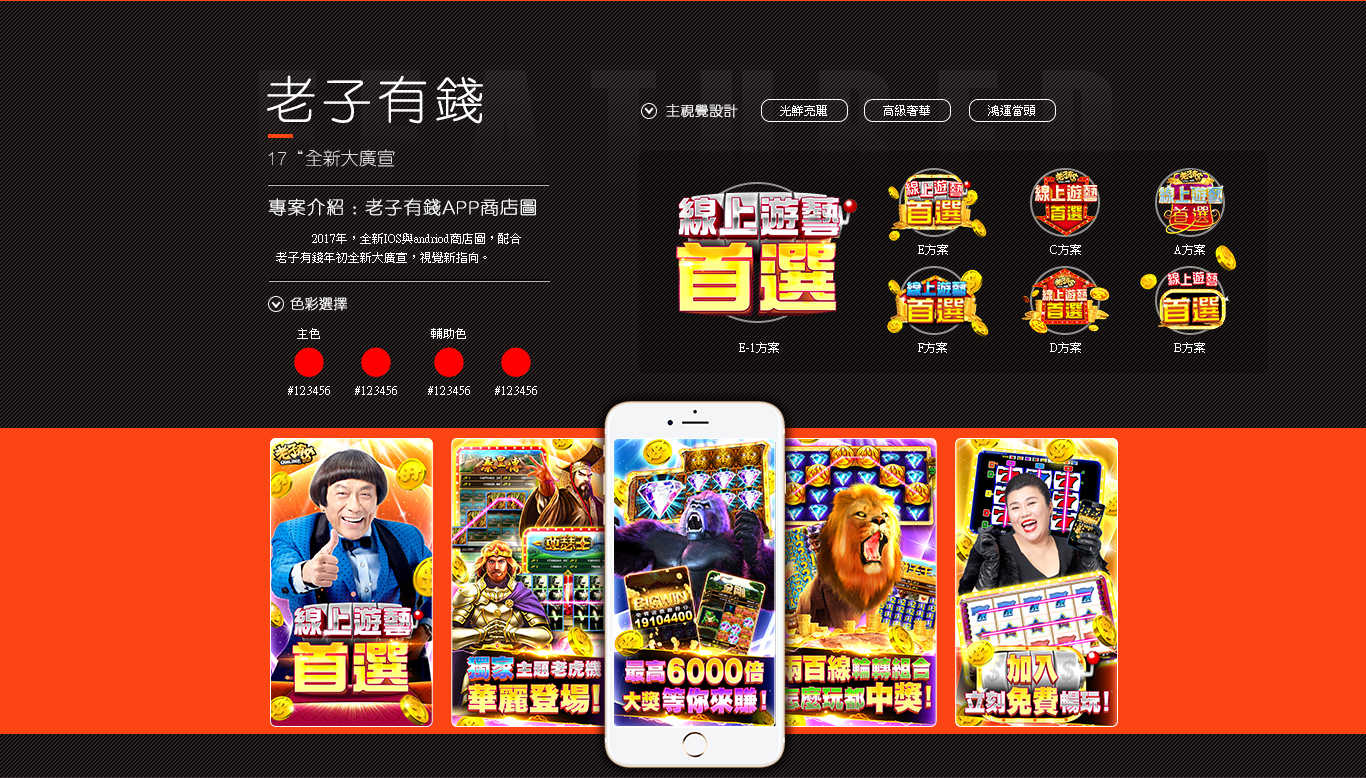 老子有錢
17“全新大廣宣
專案介紹：老子有錢APP商店圖
2017年，全新IOS與andriod商店圖，配合
老子有錢年初全新大廣宣，視覺新指向。
色彩選擇
主色
輔助色
#123456
#123456
#123456
#123456
主視覺設計
光鮮亮麗
高級奢華
鴻運當頭
線上遊藝
首選
E-1方案
線上遊藝
首選
E方案
線上遊藝
首選
C方案
線上遊藝
首選
A方案
線上遊藝
首選
F方案
線上遊藝
首選
D方案
線上遊藝
首選
B方案
老子有錢
ONLINE
線上遊藝
首選
秦皇傳
亞瑟王
獨家主題老虎機
華麗登場!
BIGWIN
19104400
金剛
最高6000倍
大獎等你來賺!
兩百線輪轉組合
怎麼玩都中獎!
加入
立刻免費暢玩!